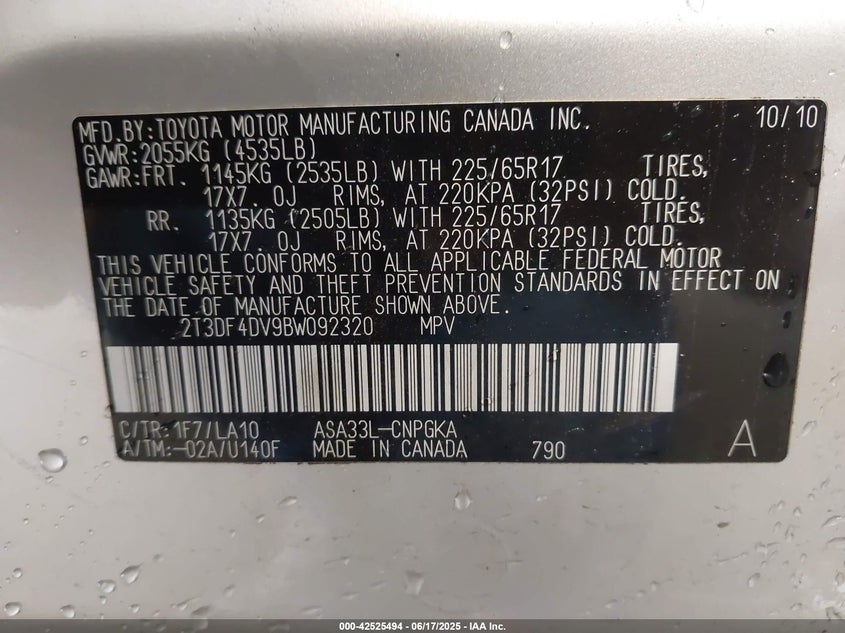 MFD.BY:TOYOTA MOTOR MANUFACTURING CANADA INC. 10/10
GVWR:2055KG (4535LB)
GAWR:FRT. 1145KG (2535LB) WITH 225/65R17 TIRES,
17X7. 0J RIMS, AT 220KPA (32PSI) COLD.
RR. 1135KG (2505LB) WITH 225/65R17 TIRES,
17X7. 0J RIMS, AT 220KPA (32PSI) COLD.
THIS VEHICLE CONFORMS TO ALL APPLICABLE FEDERAL MOTOR
VEHICLE SAFETY AND THEFT PREVENTION STANDARDS IN EFFECT ON
THE DATE OF MANUFACTURE SHOWN ABOVE.
2T3DF4DV9BW092320 MPV
C/TR:1F7/LA10 ASA33L-CNPGKA
A/TM:-02A/U140F MADE IN CANADA 790 A
000-42525494 - 06/17/2025 - IAA Inc.